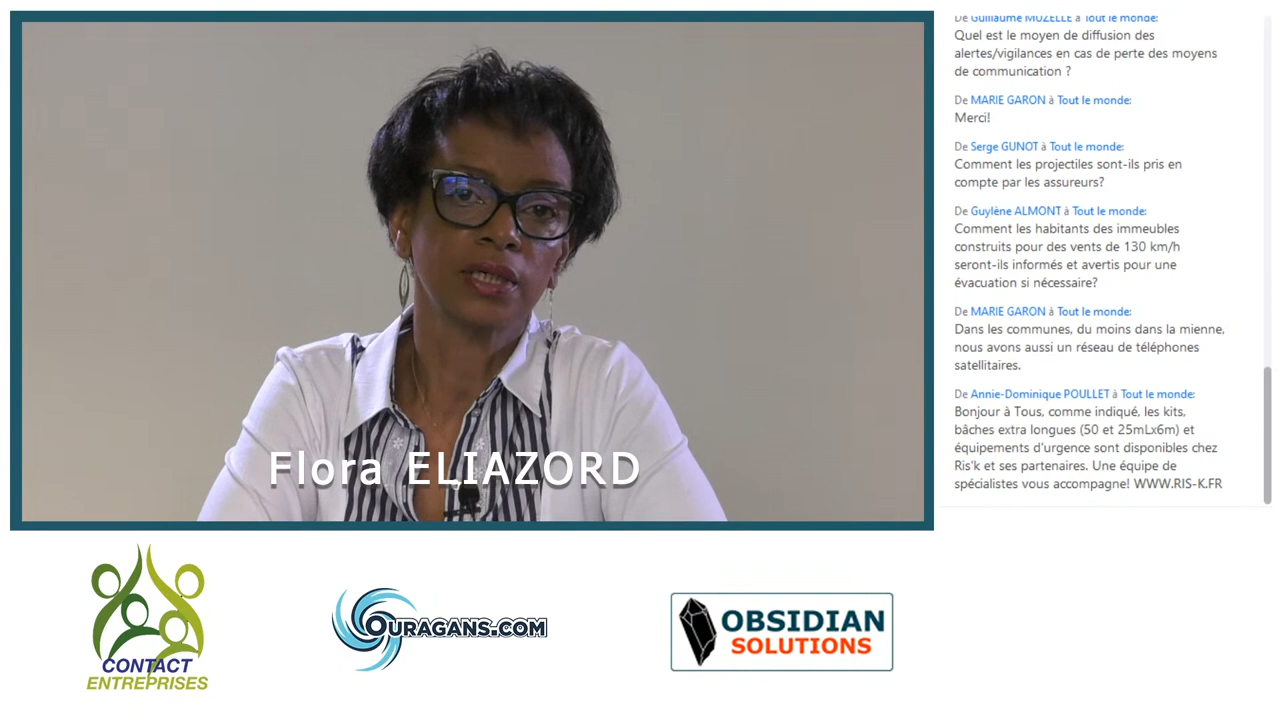 Flora ELIAZORD
De Guillaume MUZELLE à Tout le monde:
Quel est le moyen de diffusion des
alertes/vigilances en cas de perte des moyens
de communication ?
De MARIE GARON à Tout le monde:
Merci!
De Serge GUNOT à Tout le monde:
Comment les projectiles sont-ils pris en
compte par les assureurs?
De Guylène ALMONT à Tout le monde:
Comment les habitants des immeubles
construits pour des vents de 130 km/h
seront-ils informés et avertis pour une
évacuation si nécessaire?
De MARIE GARON à Tout le monde:
Dans les communes, du moins dans la mienne,
nous avons aussi un réseau de téléphones
satellitaires.
De Annie-Dominique POULLET à Tout le monde:
Bonjour à Tous, comme indiqué, les kits,
bâches extra longues (50 et 25mLx6m) et
équipements d'urgence sont disponibles chez
Ris'k et ses partenaires. Une équipe de
spécialistes vous accompagne! WWW.RIS-K.FR
CONTACT
ENTREPRISES
OURAGANS.COM
OBSIDIAN
SOLUTIONS